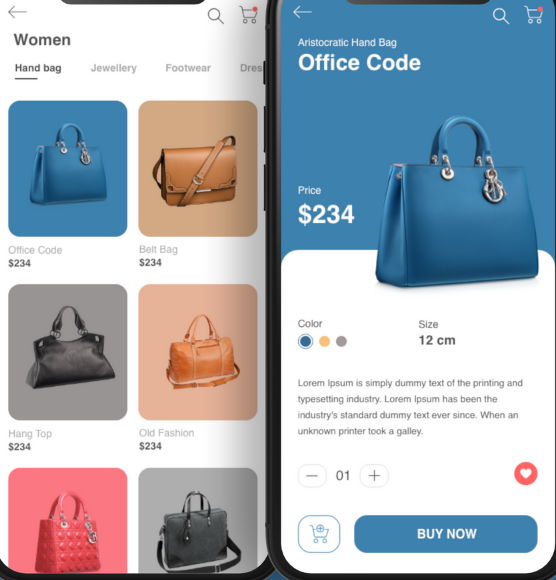 Women
Hand bag Jewellery Footwear Dres
Office Code
$234
Belt Bag
$234
Hang Top
$234
Old Fashion
$234
Aristocratic Hand Bag
Office Code
Price
$234
Color
Size
12 cm
Lorem Ipsum is simply dummy text of the printing and
typesetting industry. Lorem Ipsum has been the
industry's standard dummy text ever since. When an
unknown printer took a galley.
01
BUY NOW